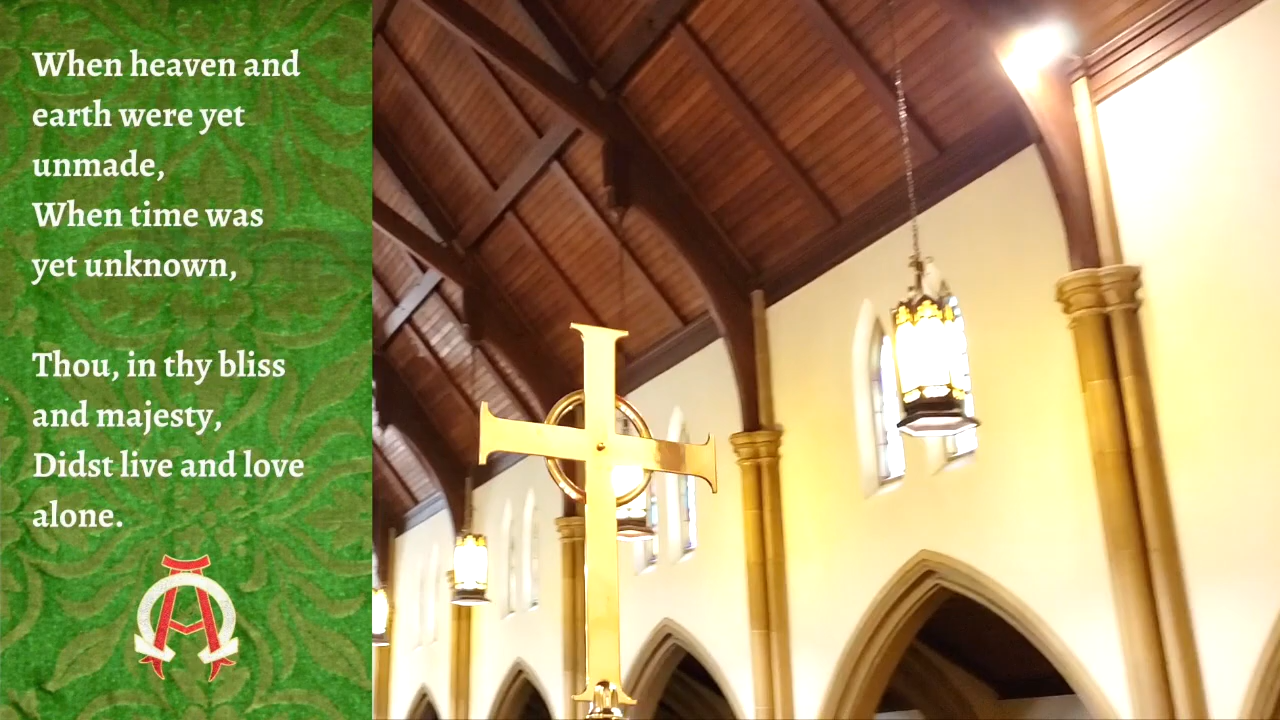 When heaven and
earth were yet
unmade,
When time was
yet unknown,
Thou, in thy bliss
and majesty,
Didst live and love
alone.